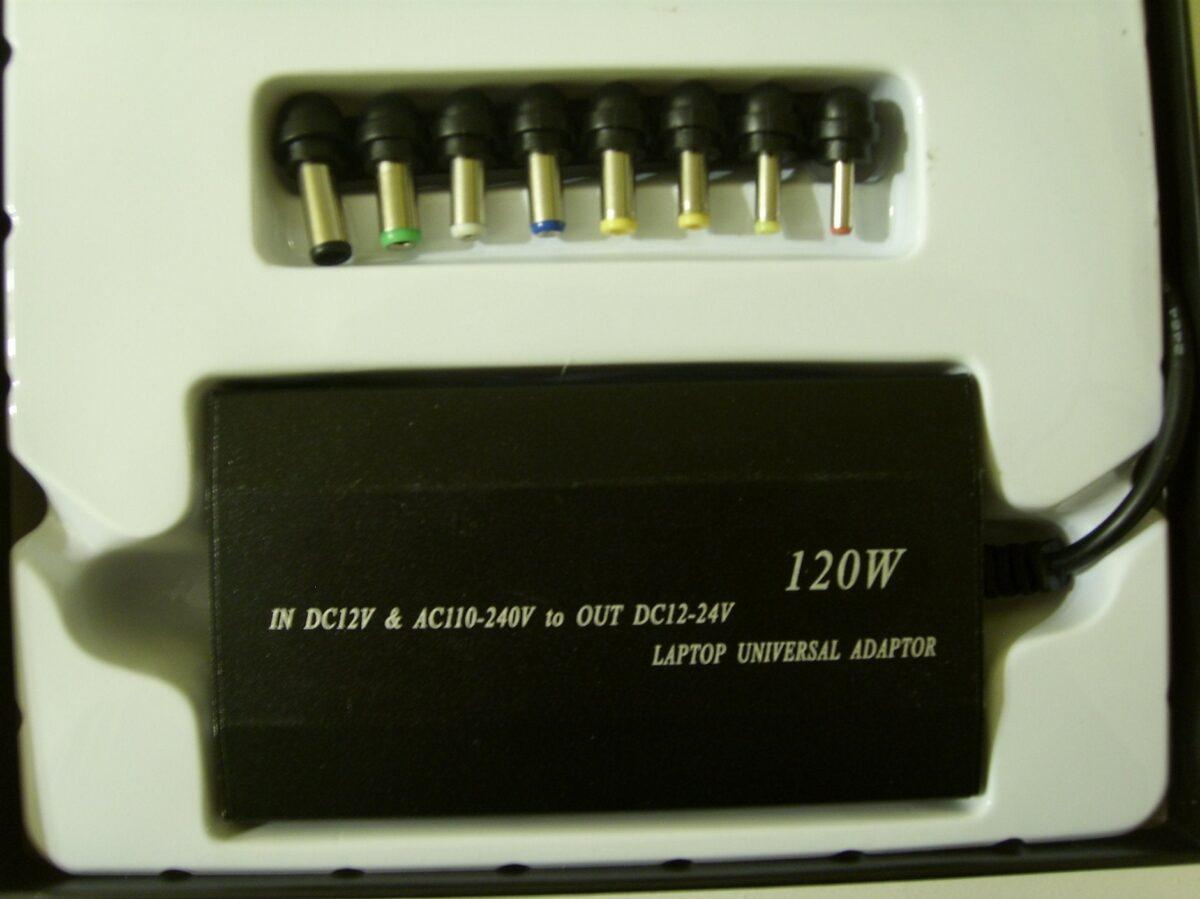 120W
IN DC12V & AC110-240V to OUT DC12-24V
LAPTOP UNIVERSAL ADAPTOR